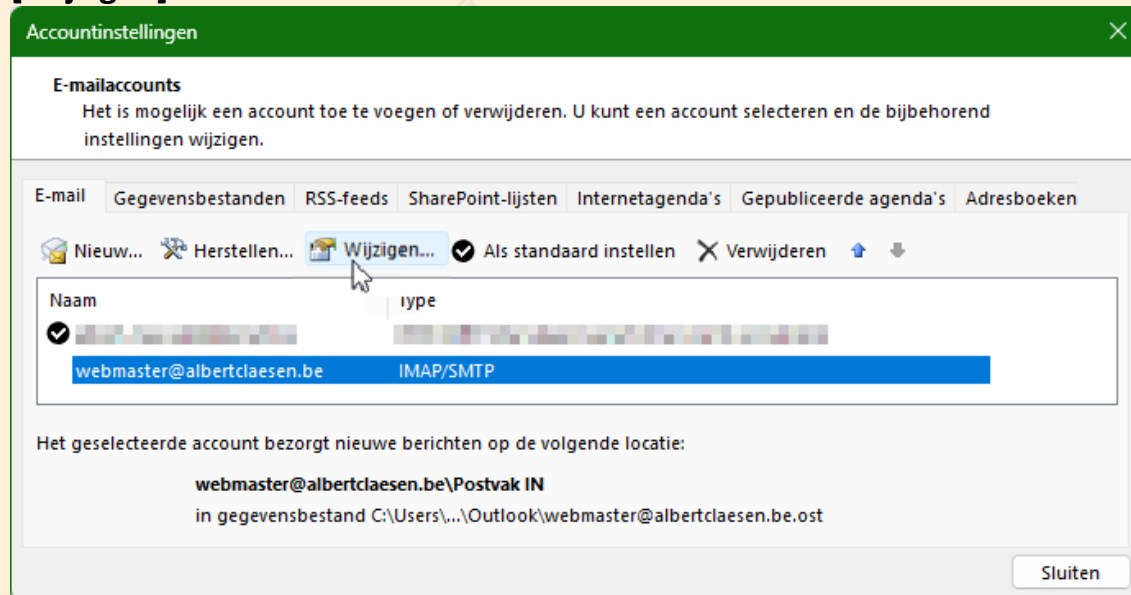 Accountinstellingen
E-mailaccounts
Het is mogelijk een account toe te voegen of verwijderen. U kunt een account selecteren en de bijbehorend
instellingen wijzigen.
E-mail Gegevensbestanden RSS-feeds SharePoint-lijsten Internetagenda's Gepubliceerde agenda's Adresboeken
Nieuw... Herstellen... Wijzigen... Als standaard instellen Verwijderen
Naam Type
webmaster@albertclaesen.be IMAP/SMTP
Het geselecteerde account bezorgt nieuwe berichten op de volgende locatie:
webmaster@albertclaesen.be\Postvak IN
in gegevensbestand C:\Users\...\Outlook\webmaster@albertclaesen.be.ost
Sluiten